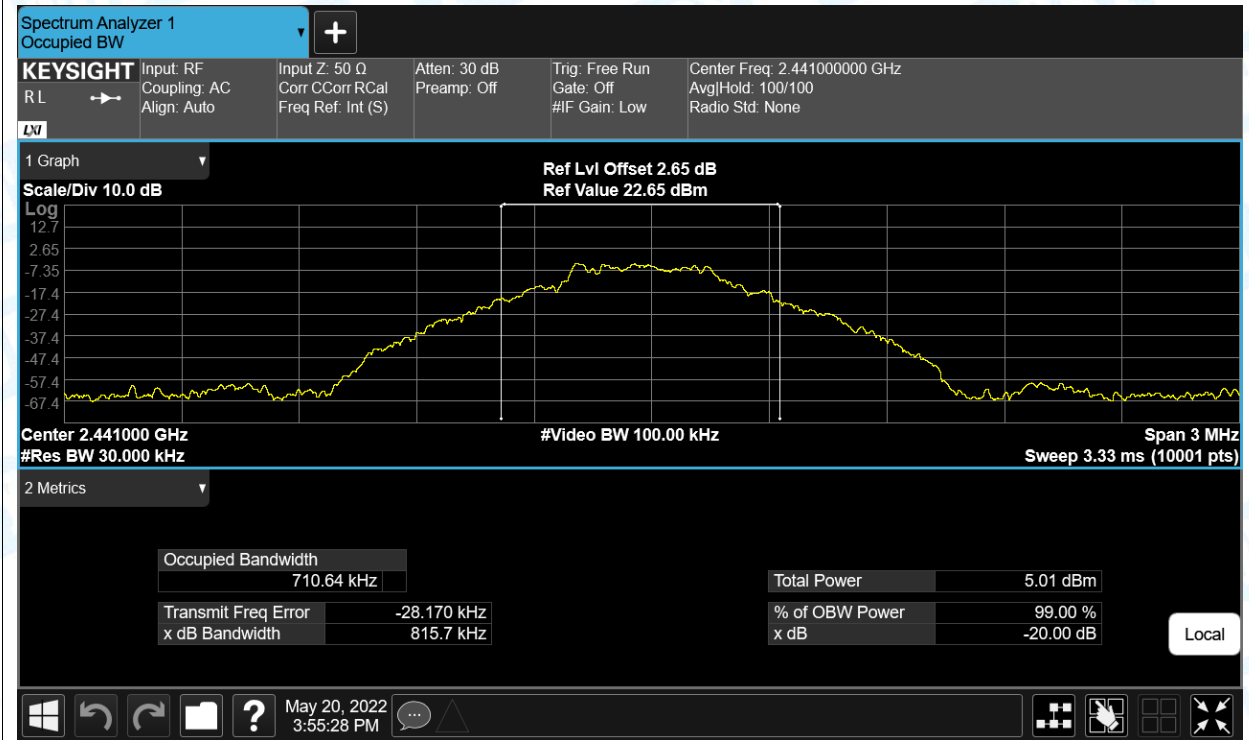 Spectrum Analyzer 1
Occupied BW
▼
+
KEYSIGHT Input: RF Input Z: 50 Ω Atten: 30 dB Trig: Free Run Center Freq: 2.441000000 GHz
R L Coupling: AC Corr CCorr RCal Preamp: Off Gate: Off Avg|Hold: 100/100
Align: Auto Freq Ref: Int (S) #IF Gain: Low Radio Std: None
LXI
1 Graph ▼
Ref Lvl Offset 2.65 dB
Scale/Div 10.0 dB Ref Value 22.65 dBm
Log
12.7
2.65
-7.35
-17.4
-27.4
-37.4
-47.4
-57.4
-67.4
Center 2.441000 GHz #Video BW 100.00 kHz Span 3 MHz
#Res BW 30.000 kHz Sweep 3.33 ms (10001 pts)
2 Metrics ▼
Occupied Bandwidth
710.64 kHz Total Power 5.01 dBm
Transmit Freq Error -28.170 kHz % of OBW Power 99.00 %
x dB Bandwidth 815.7 kHz x dB -20.00 dB
Local
? May 20, 2022
3:55:28 PM